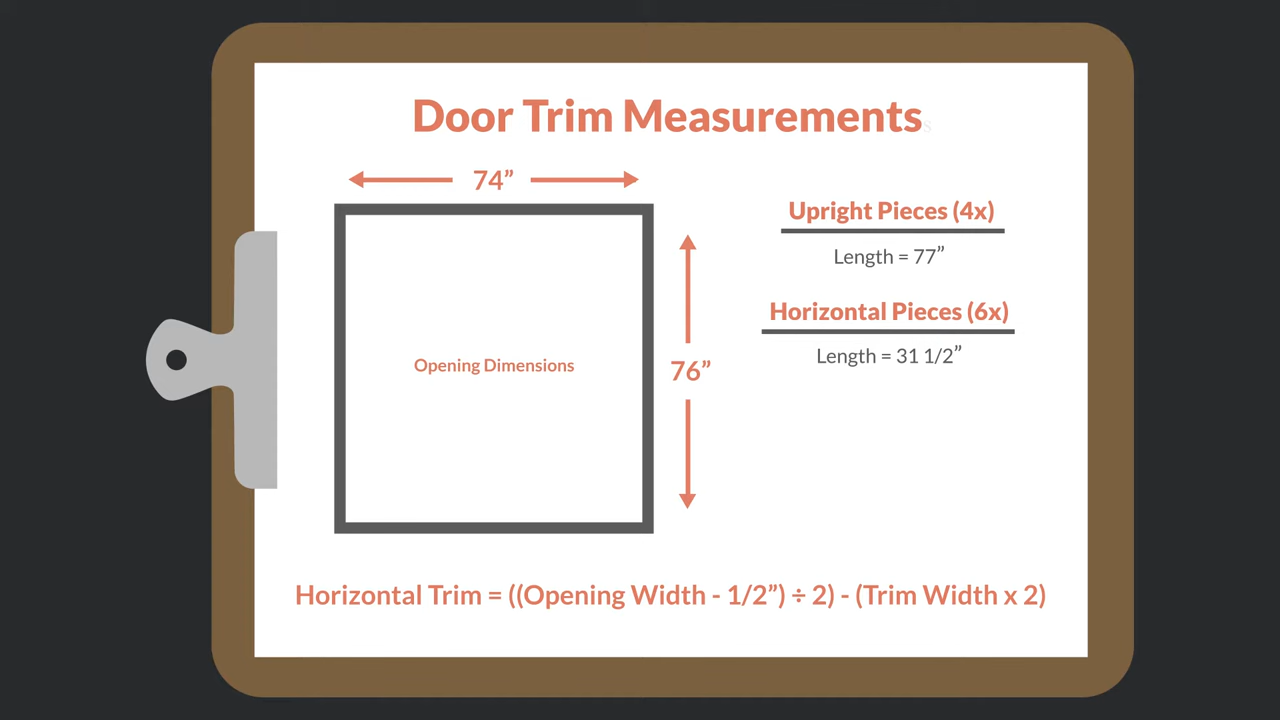 Door Trim Measurements
74”
Upright Pieces (4x)
Length = 77”
Horizontal Pieces (6x)
Length = 31 1/2”
76”
Opening Dimensions
Horizontal Trim = ((Opening Width - 1/2”) ÷ 2) - (Trim Width x 2)